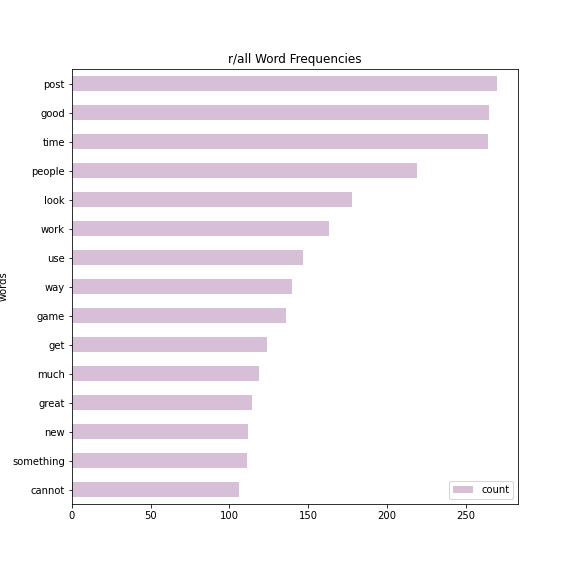 r/all Word Frequencies
words
post
good
time
people
look
work
use
way
game
get
much
great
new
something
cannot
count
0 50 100 150 200 250